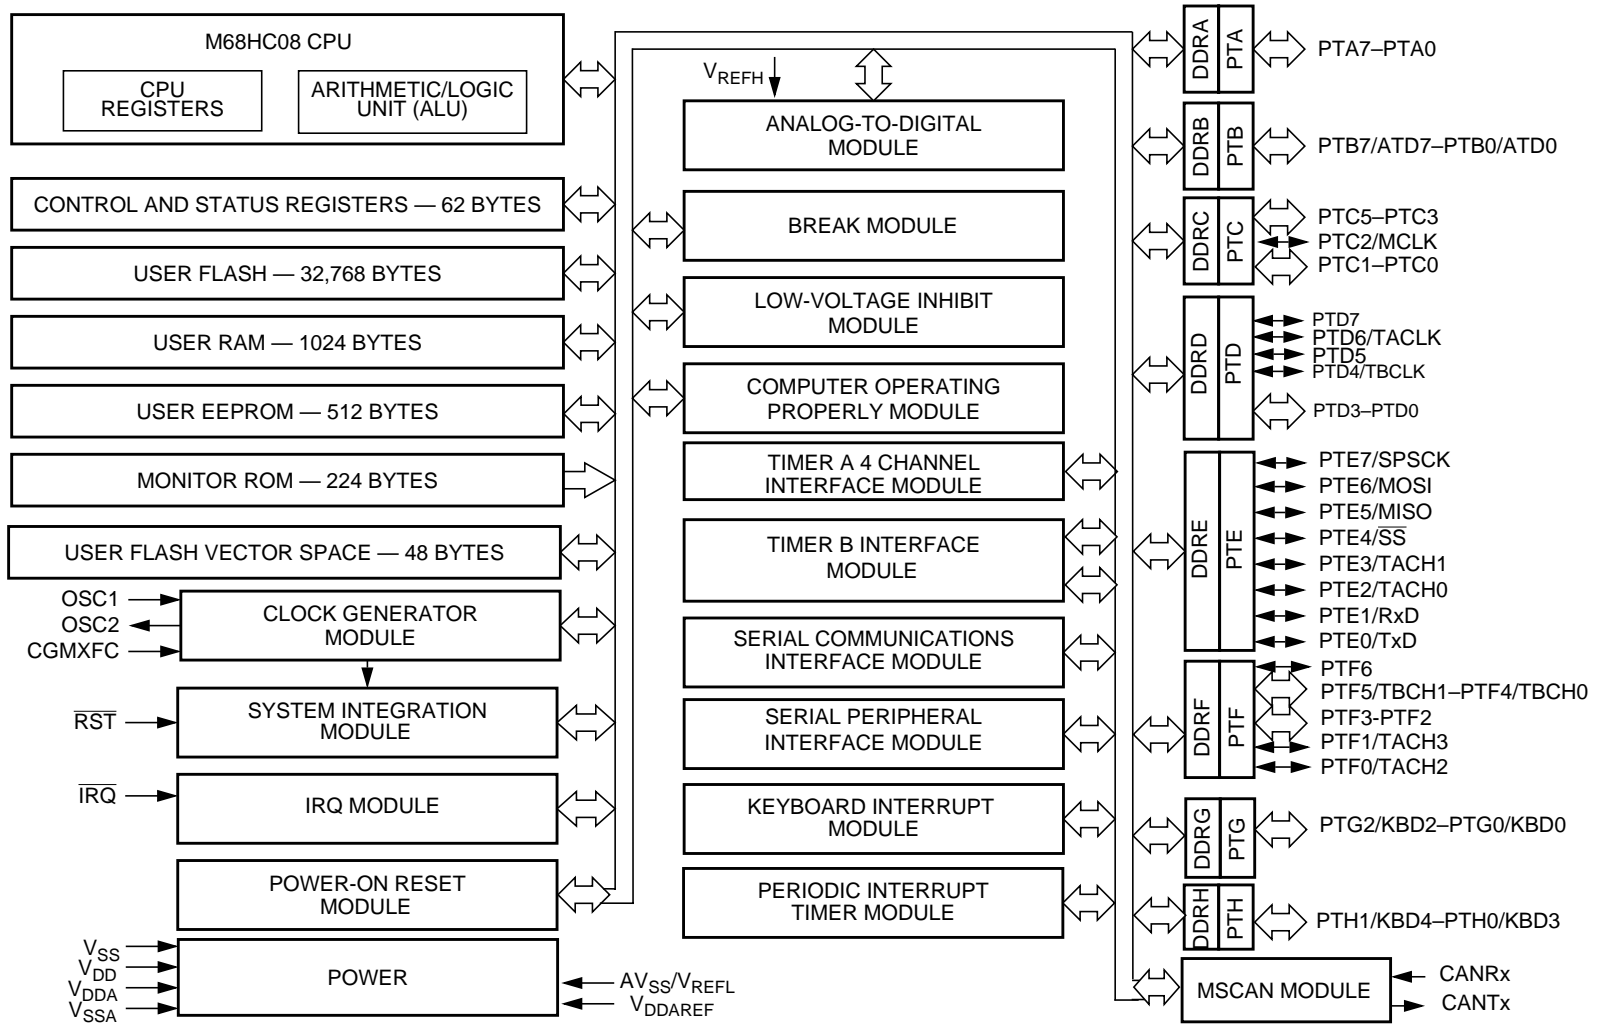 M68HC08 CPU
CPU
REGISTERS
ARITHMETIC/LOGIC
UNIT (ALU)
CONTROL AND STATUS REGISTERS — 62 BYTES
USER FLASH — 32,768 BYTES
USER RAM — 1024 BYTES
USER EEPROM — 512 BYTES
MONITOR ROM — 224 BYTES
USER FLASH VECTOR SPACE — 48 BYTES
OSC1
OSC2
CGMXFC
CLOCK GENERATOR
MODULE
RST
SYSTEM INTEGRATION
MODULE
IRQ
IRQ MODULE
POWER-ON RESET
MODULE
VSS
VDD
VDDA
VSSA
POWER
AVSS/VREFL
VDDAREF
VREFH
ANALOG-TO-DIGITAL
MODULE
BREAK MODULE
LOW-VOLTAGE INHIBIT
MODULE
COMPUTER OPERATING
PROPERLY MODULE
TIMER A 4 CHANNEL
INTERFACE MODULE
TIMER B INTERFACE
MODULE
SERIAL COMMUNICATIONS
INTERFACE MODULE
SERIAL PERIPHERAL
INTERFACE MODULE
KEYBOARD INTERRUPT
MODULE
PERIODIC INTERRUPT
TIMER MODULE
DDRA
PTA
PTA7–PTA0
DDRB
PTB
PTB7/ATD7–PTB0/ATD0
DDRC
PTC
PTC5–PTC3
PTC2/MCLK
PTC1–PTC0
DDRD
PTD
PTD7
PTD6/TACLK
PTD5
PTD4/TBCLK
PTD3–PTD0
DDRE
PTE
PTE7/SPSCK
PTE6/MOSI
PTE5/MISO
PTE4/SS
PTE3/TACH1
PTE2/TACH0
PTE1/RxD
PTE0/TxD
DDRF
PTF
PTF6
PTF5/TBCH1–PTF4/TBCH0
PTF3-PTF2
PTF1/TACH3
PTF0/TACH2
DDRG
PTG
PTG2/KBD2–PTG0/KBD0
DDRH
PTH
PTH1/KBD4–PTH0/KBD3
MSCAN MODULE
CANRx
CANTx